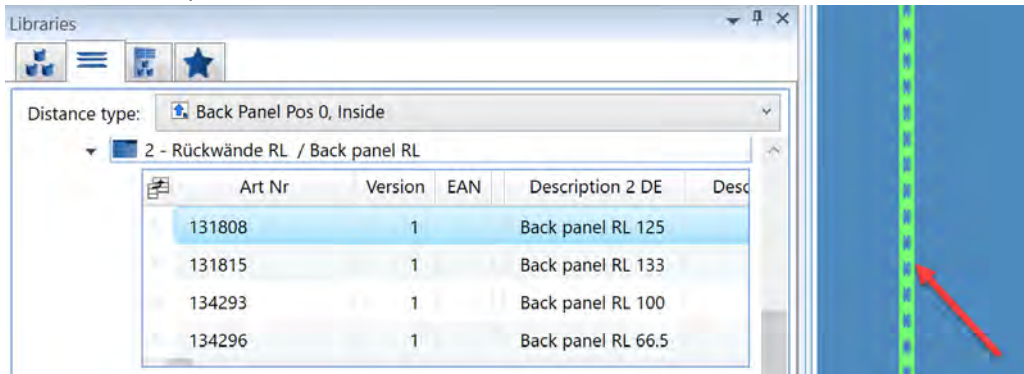 Libraries
Distance type: Back Panel Pos 0, Inside
2 - Rückwände RL / Back panel RL
Art Nr Version EAN Description 2 DE Desc
131808 1 Back panel RL 125
131815 1 Back panel RL 133
134293 1 Back panel RL 100
134296 1 Back panel RL 66.5